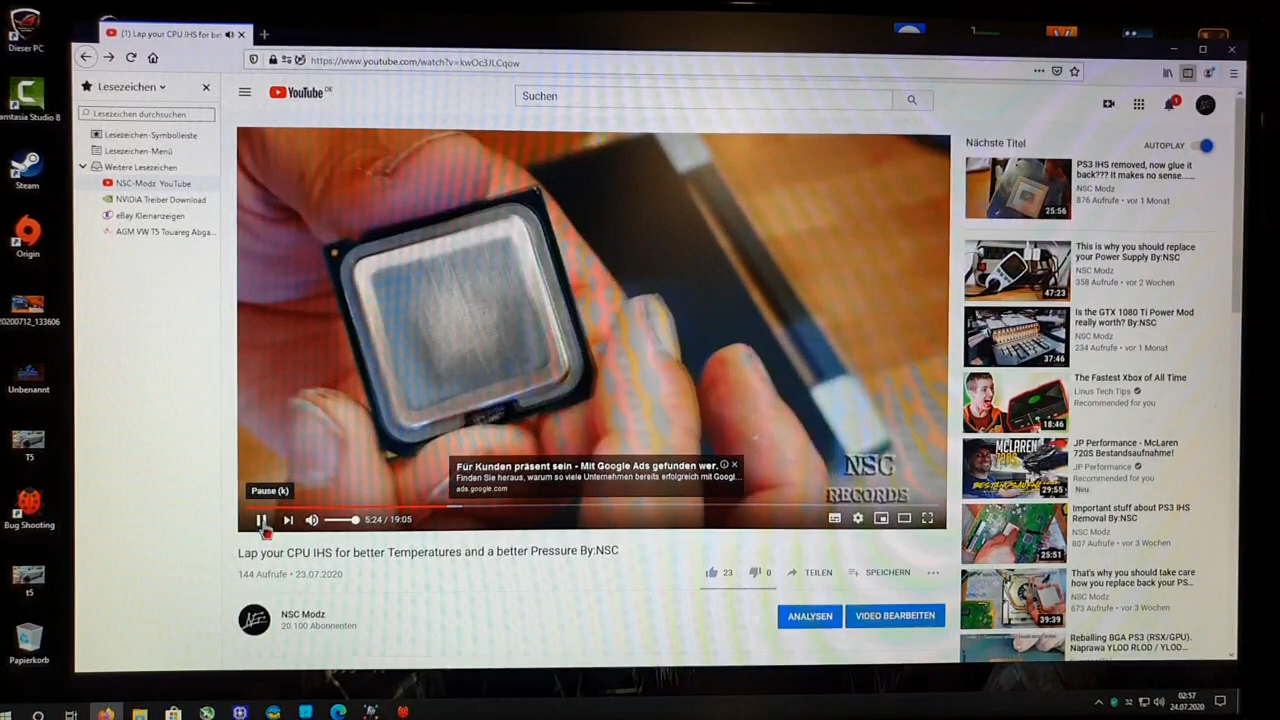 Dieser PC
Camtasia Studio 8
Steam
Origin
20200712_133606
Unbenannt
T5
Bug Shooting
t5
Papierkorb
(1) Lap your CPU IHS for be
https://www.youtube.com/watch?v=kwOc3JLCqow
Lesezeichen
Lesezeichen durchsuchen
Lesezeichen-Symbolleiste
Lesezeichen-Menü
Weitere Lesezeichen
NSC-Modz YouTube
NVIDIA Treiber Download
eBay Kleinanzeigen
AGM VW T5 Touareg Abga...
YouTube DE
Suchen
1
Für Kunden präsent sein - Mit Google Ads gefunden wer.
Finden Sie heraus, warum so viele Unternehmen bereits erfolgreich mit Googl...
ads.google.com
NSC
RECORDS
Pause (k)
5:24 / 19:05
Lap your CPU IHS for better Temperatures and a better Pressure By:NSC
144 Aufrufe • 23.07.2020
23
0
TEILEN
SPEICHERN
NSC Modz
20.100 Abonnenten
ANALYSEN
VIDEO BEARBEITEN
Nächste Titel
AUTOPLAY
PS3 IHS removed, now glue it
back??? It makes no sense.....
NSC Modz
876 Aufrufe • vor 1 Monat
25:56
This is why you should replace
your Power Supply By:NSC
NSC Modz
358 Aufrufe • vor 2 Wochen
47:23
Is the GTX 1080 Ti Power Mod
really worth? By:NSC
NSC Modz
234 Aufrufe • vor 1 Monat
37:46
The Fastest Xbox of All Time
Linus Tech Tips
Recommended for you
18:46
JP Performance - McLaren
720S Bestandsaufnahme!
JP Performance
Recommended for you
Neu
29:55
Important stuff about PS3 IHS
Removal By:NSC
NSC Modz
807 Aufrufe • vor 3 Wochen
25:51
That's why you should take care
how you replace back your PS...
NSC Modz
673 Aufrufe • vor 3 Wochen
39:39
Reballing BGA PS3 (RSX/GPU).
Naprawa YLOD RLOD / YLOD...
32
02:57
24.07.2020